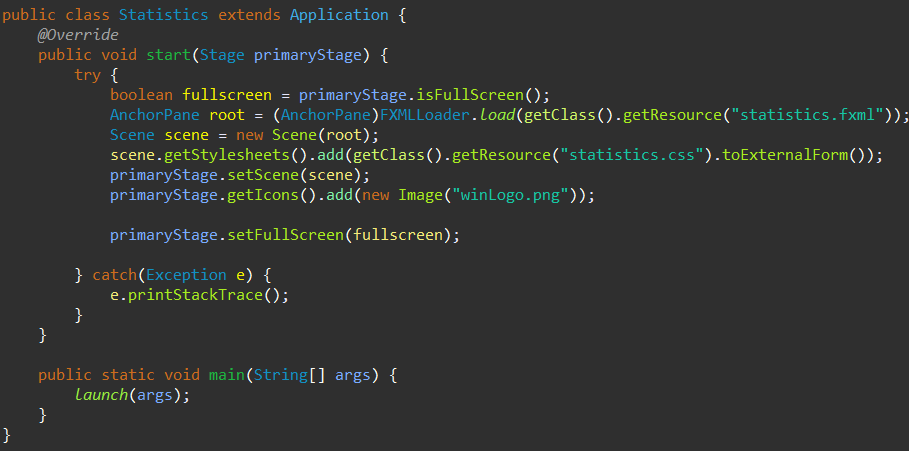 public class Statistics extends Application {
@Override
public void start(Stage primaryStage) {
try {
boolean fullscreen = primaryStage.isFullScreen();
AnchorPane root = (AnchorPane)FXMLLoader.load(getClass().getResource("statistics.fxml"));
Scene scene = new Scene(root);
scene.getStylesheets().add(getClass().getResource("statistics.css").toExternalForm());
primaryStage.setScene(scene);
primaryStage.getIcons().add(new Image("winLogo.png"));
primaryStage.setFullScreen(fullscreen);
} catch(Exception e) {
e.printStackTrace();
}
}
public static void main(String[] args) {
launch(args);
}
}